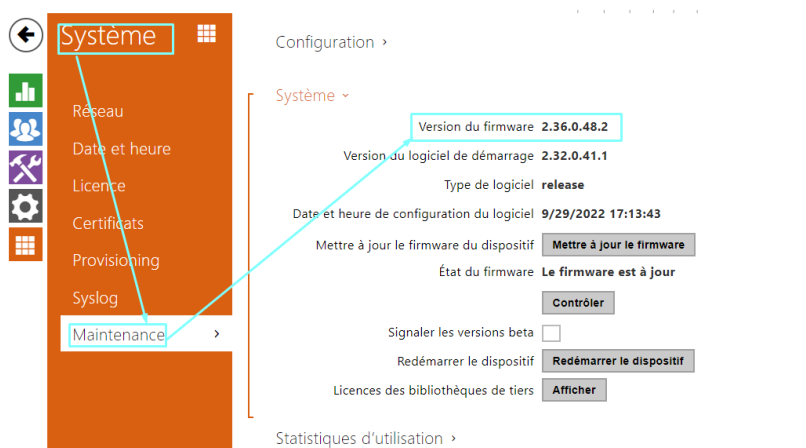 Système
Réseau
Date et heure
Licence
Certificats
Provisioning
Syslog
Maintenance ›
Configuration ›
Système
Version du firmware 2.36.0.48.2
Version du logiciel de démarrage 2.32.0.41.1
Type de logiciel release
Date et heure de configuration du logiciel 9/29/2022 17:13:43
Mettre à jour le firmware du dispositif Mettre à jour le firmware
État du firmware Le firmware est à jour
Contrôler
Signaler les versions beta
Redémarrer le dispositif Redémarrer le dispositif
Licences des bibliothèques de tiers Afficher
Statistiques d'utilisation ›